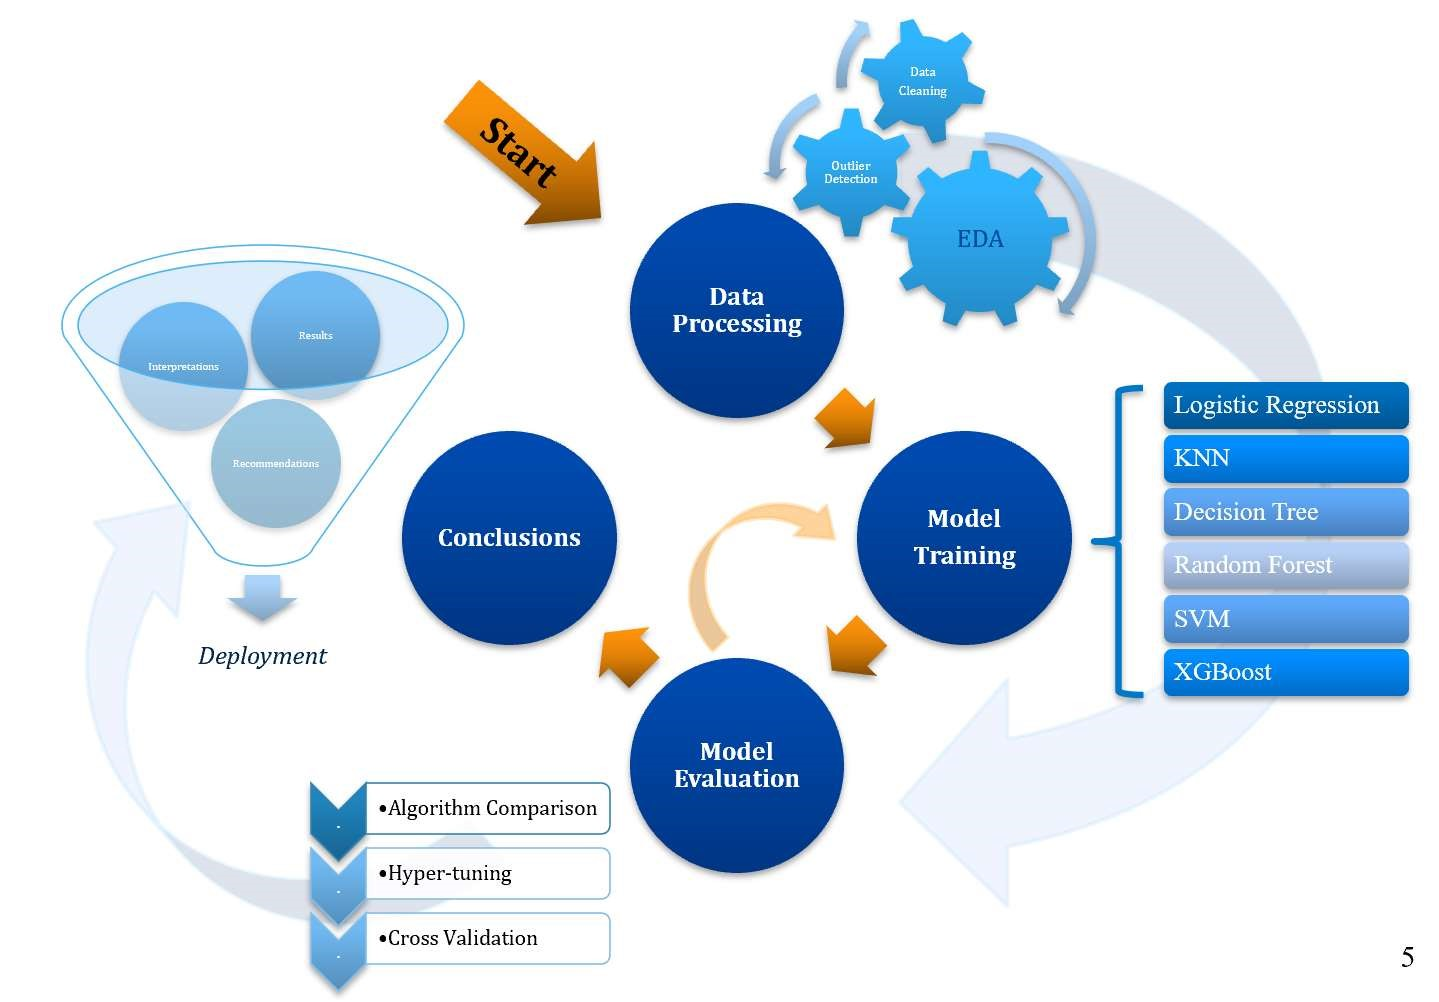 Start
Data
Cleaning
Outlier
Detection
EDA
Data
Processing
Model
Training
Logistic Regression
KNN
Decision Tree
Random Forest
SVM
XGBoost
Model
Evaluation
•Algorithm Comparison
•Hyper-tuning
•Cross Validation
Conclusions
Results
Interpretations
Recommendations
Deployment
5